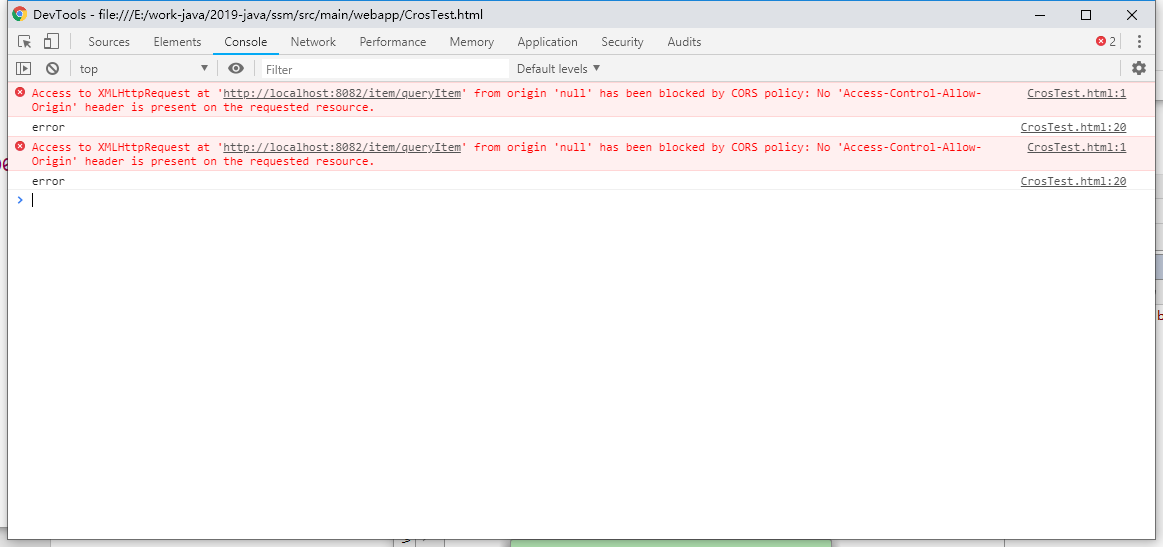 DevTools - file:///E:/work-java/2019-java/ssm/src/main/webapp/CrosTest.html
Sources Elements Console Network Performance Memory Application Security Audits 2
top Filter Default levels
Access to XMLHttpRequest at 'http://localhost:8082/item/queryItem' from origin 'null' has been blocked by CORS policy: No 'Access-Control-Allow- CrosTest.html:1
Origin' header is present on the requested resource.
error CrosTest.html:20
Access to XMLHttpRequest at 'http://localhost:8082/item/queryItem' from origin 'null' has been blocked by CORS policy: No 'Access-Control-Allow- CrosTest.html:1
Origin' header is present on the requested resource.
error CrosTest.html:20